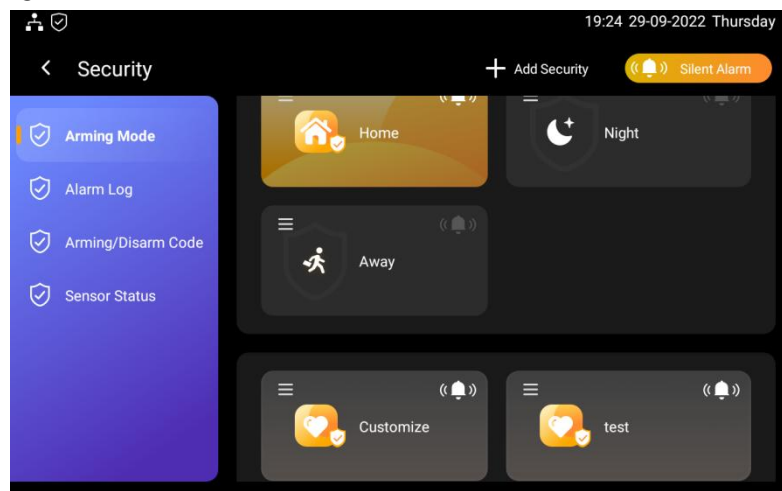 19:24 29-09-2022 Thursday
Security
Add Security
Silent Alarm
Arming Mode
Alarm Log
Arming/Disarm Code
Sensor Status
Home
Night
Away
Customize
test